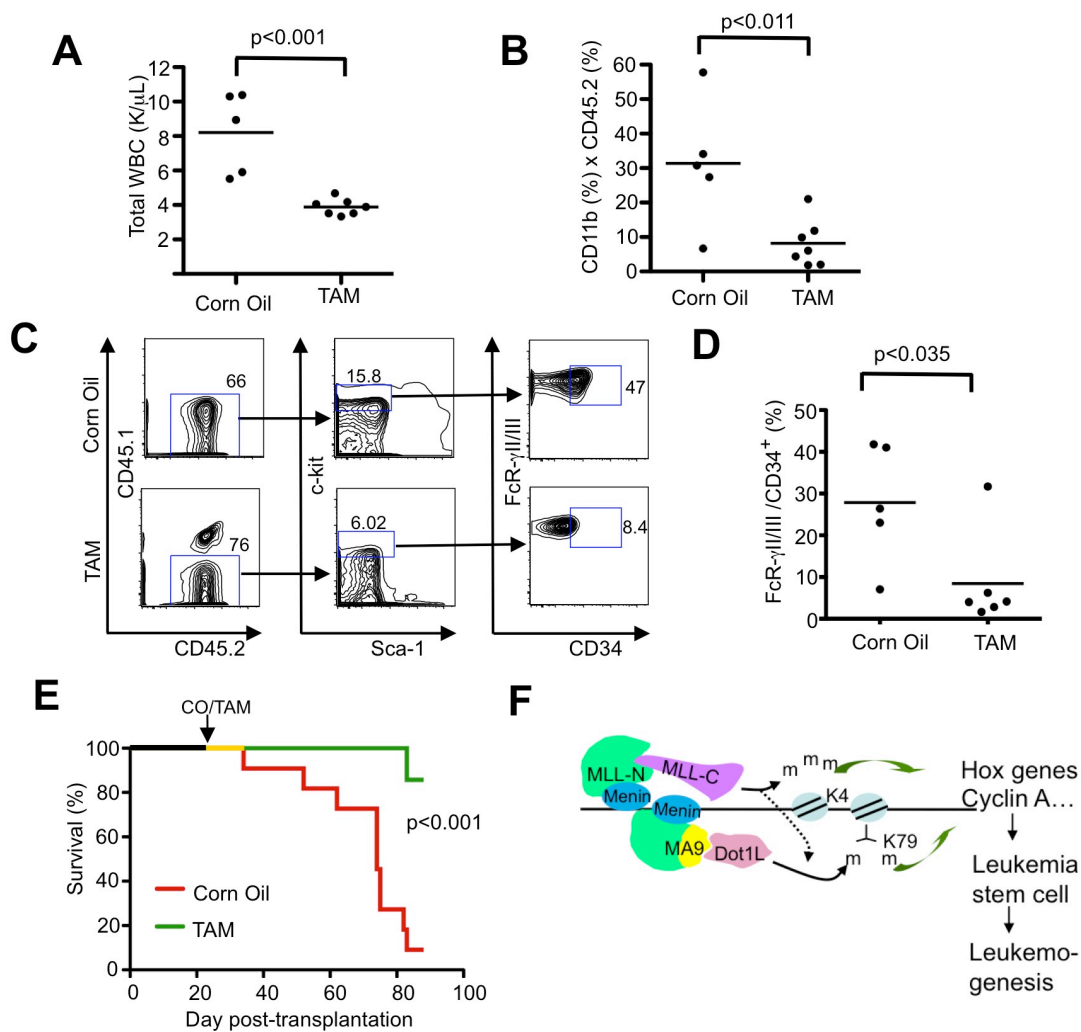 A
p<0.001
Total WBC (K/µL)
12
10
8
6
4
2
Corn Oil
TAM
B
p<0.011
CD11b (%) x CD45.2 (%)
60
50
40
30
20
10
0
Corn Oil
TAM
C
Corn Oil
TAM
CD45.1
66
76
CD45.2
c-kit
15.8
6.02
Sca-1
FcR-γII/III
47
8.4
CD34
D
p<0.035
FcR-γII/III /CD34+ (%)
50
40
30
20
10
0
Corn Oil
TAM
E
CO/TAM
Survival (%)
100
80
60
40
20
0
p<0.001
Corn Oil
TAM
0
20
40
60
80
100
Day post-transplantation
F
MLL-N
MLL-C
Menin
Menin
MA9
Dot1L
m
m
m
K4
K79
m
m
Hox genes
Cyclin A...
Leukemia
stem cell
Leukemo-
genesis